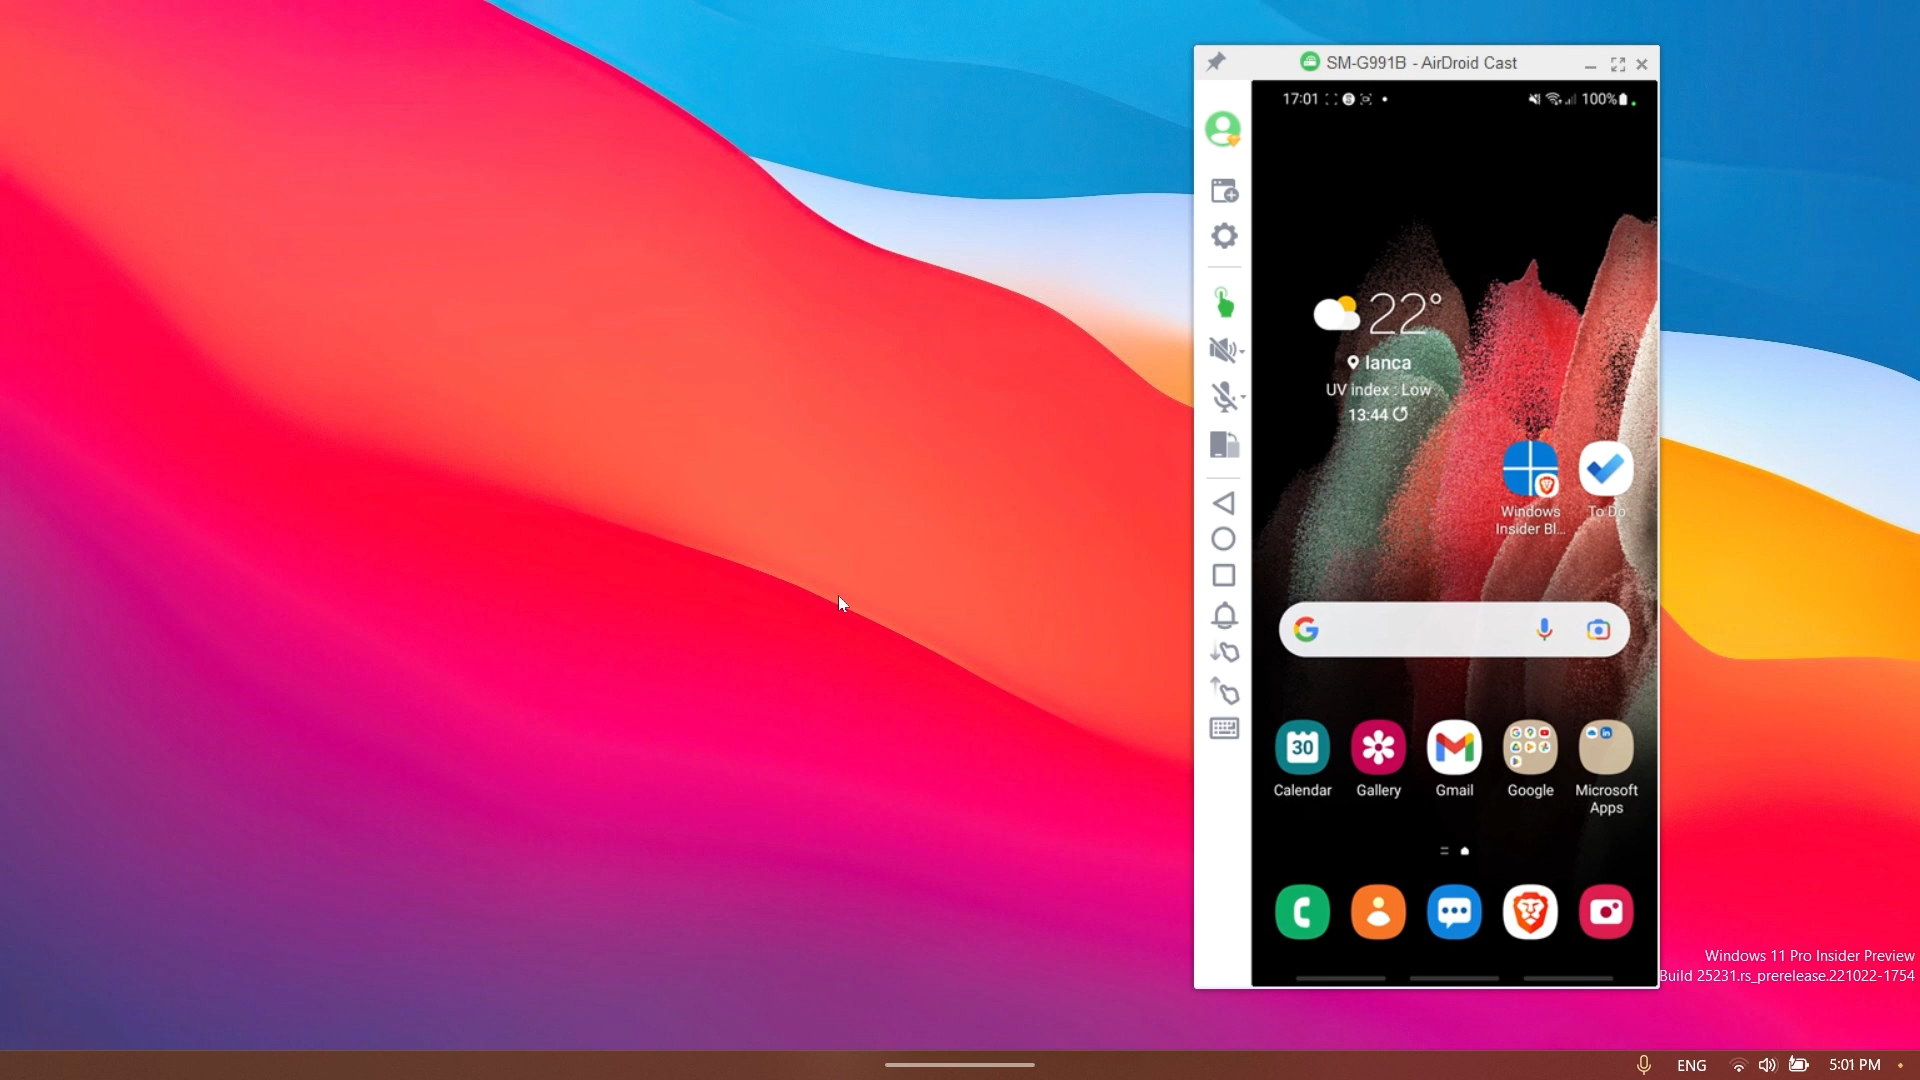 SM-G991B - AirDroid Cast
17:01
100%
22°
lanca
UV index : Low
13:44
Windows
Insider Bl...
To Do
30
Calendar
Gallery
Gmail
Google
Microsoft
Apps
Windows 11 Pro Insider Preview
Build 25231.rs_prerelease.221022-1754
ENG
5:01 PM